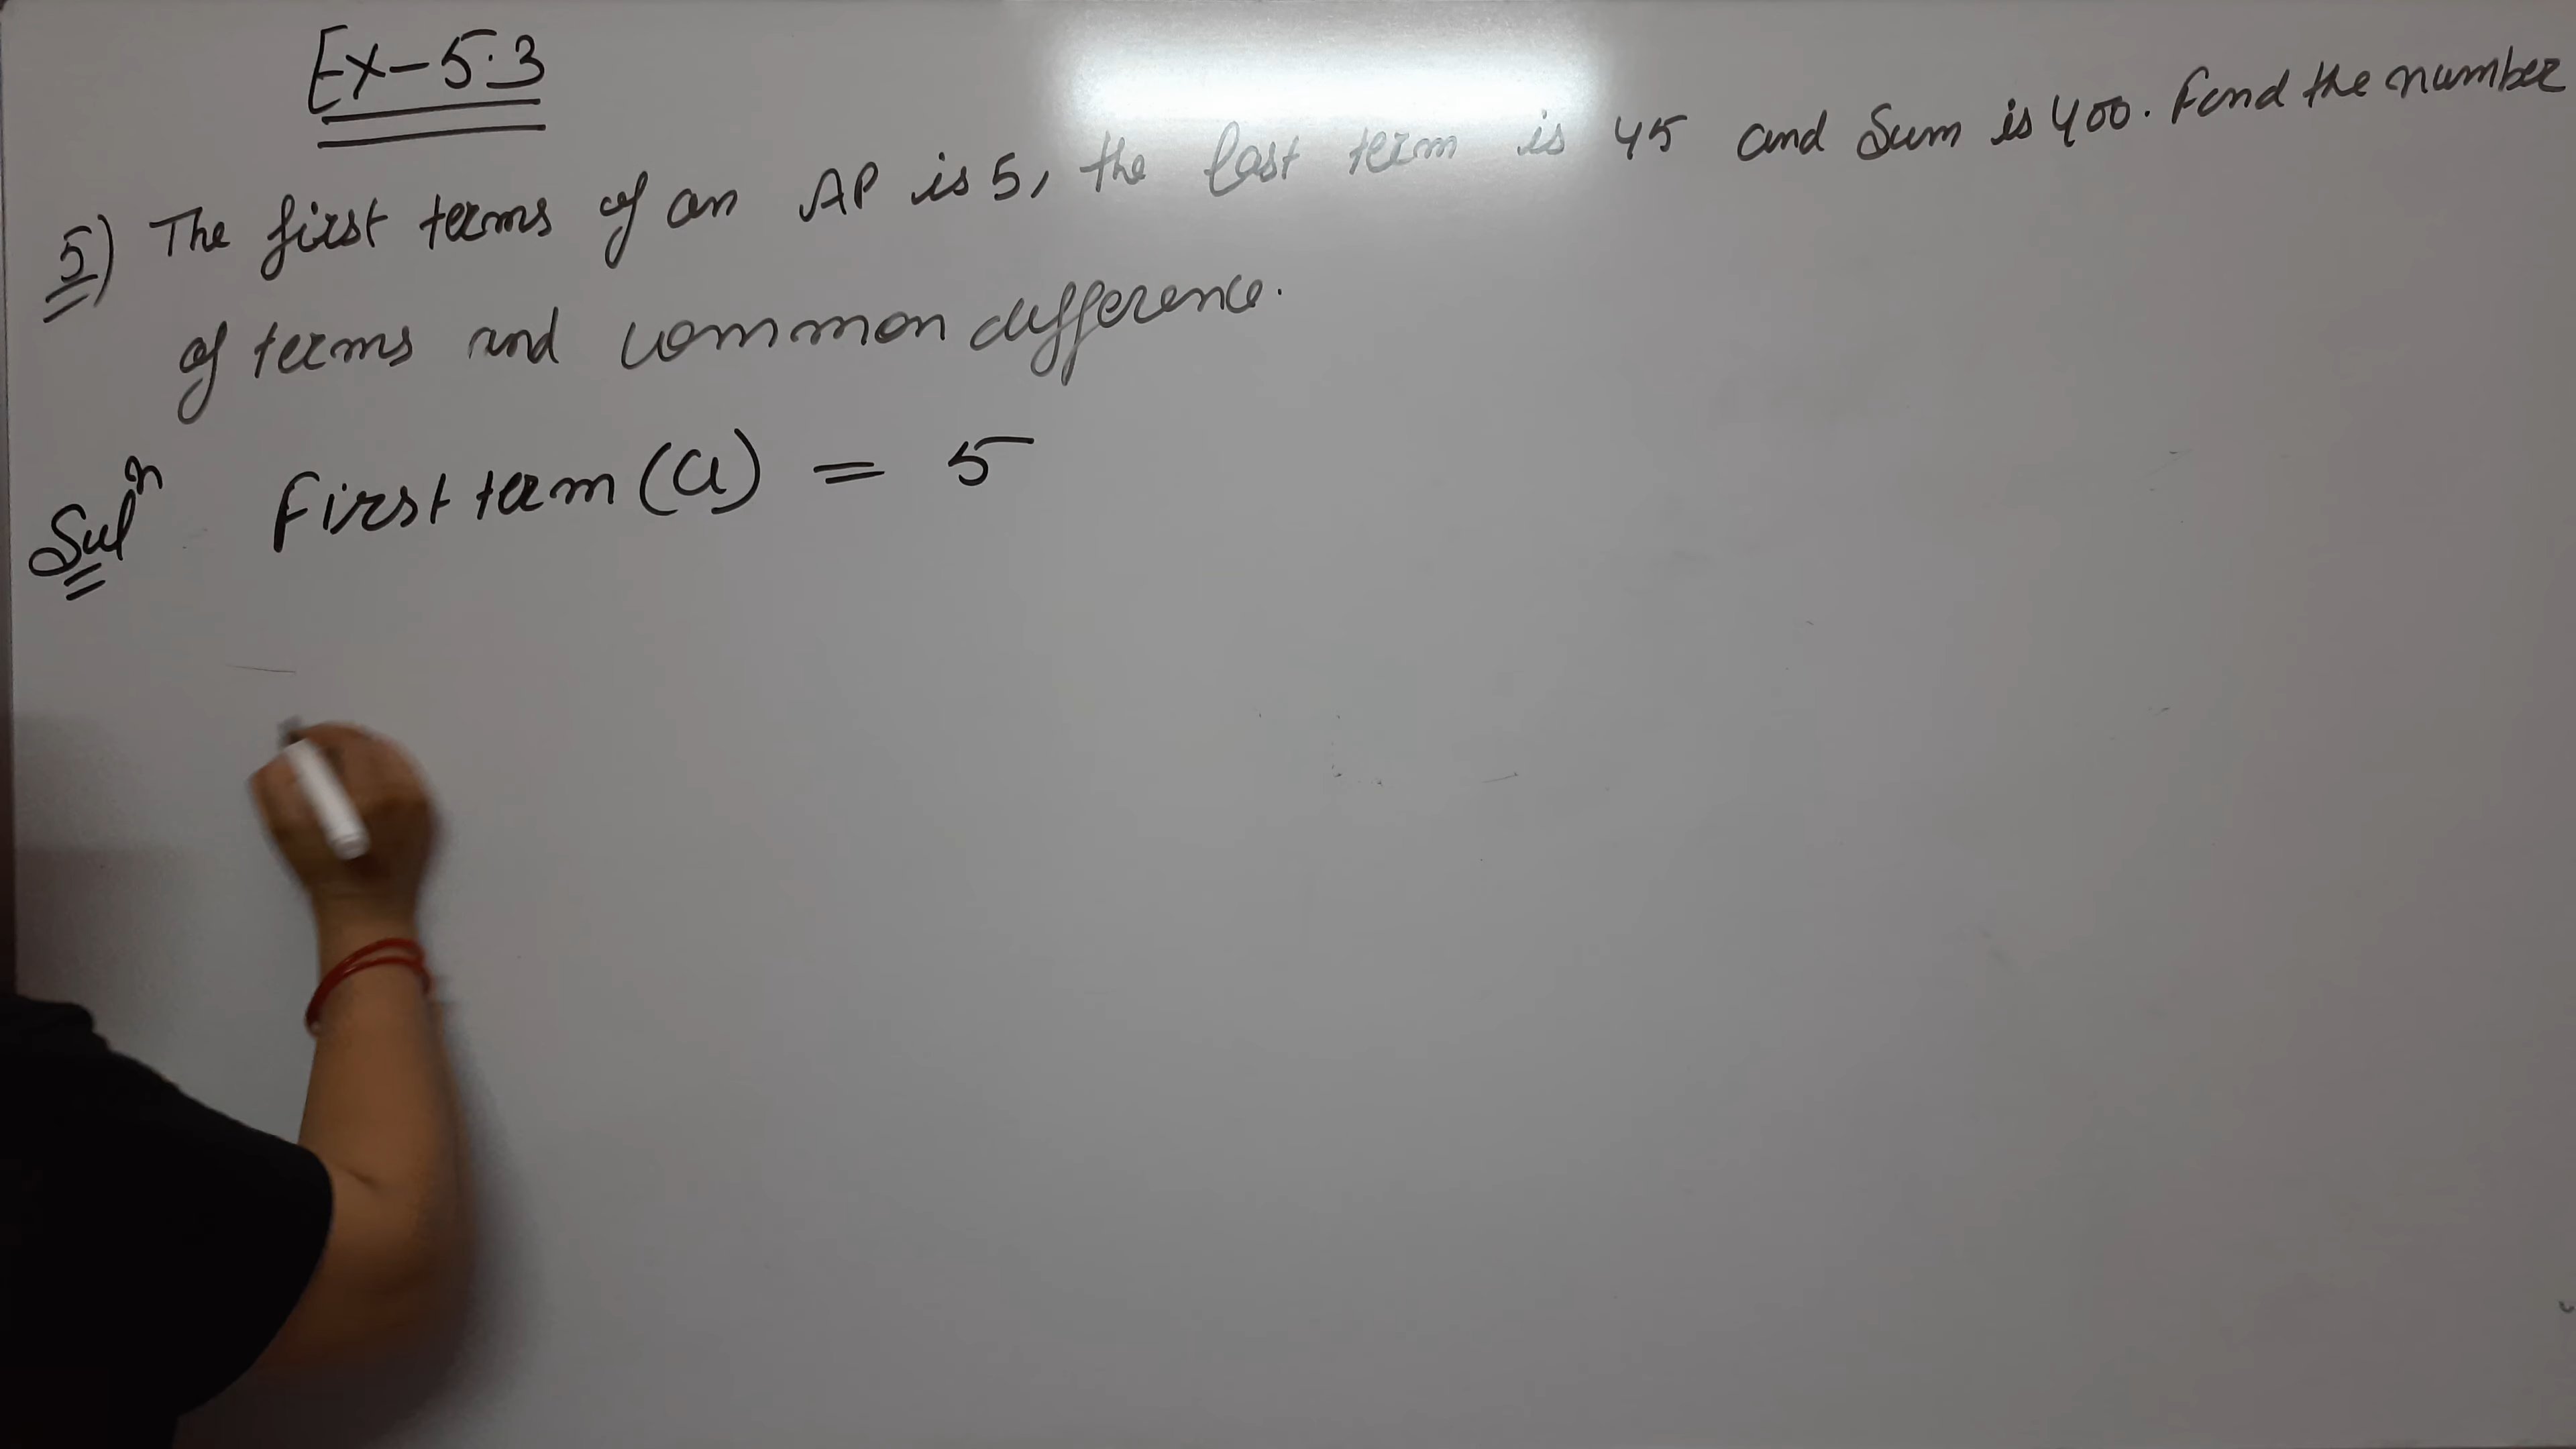 Ex-5.3
5) The first terms of an AP is 5, the last term is 45 and Sum is 400. Find the number
of terms and common difference.
Solⁿ First term (a) = 5